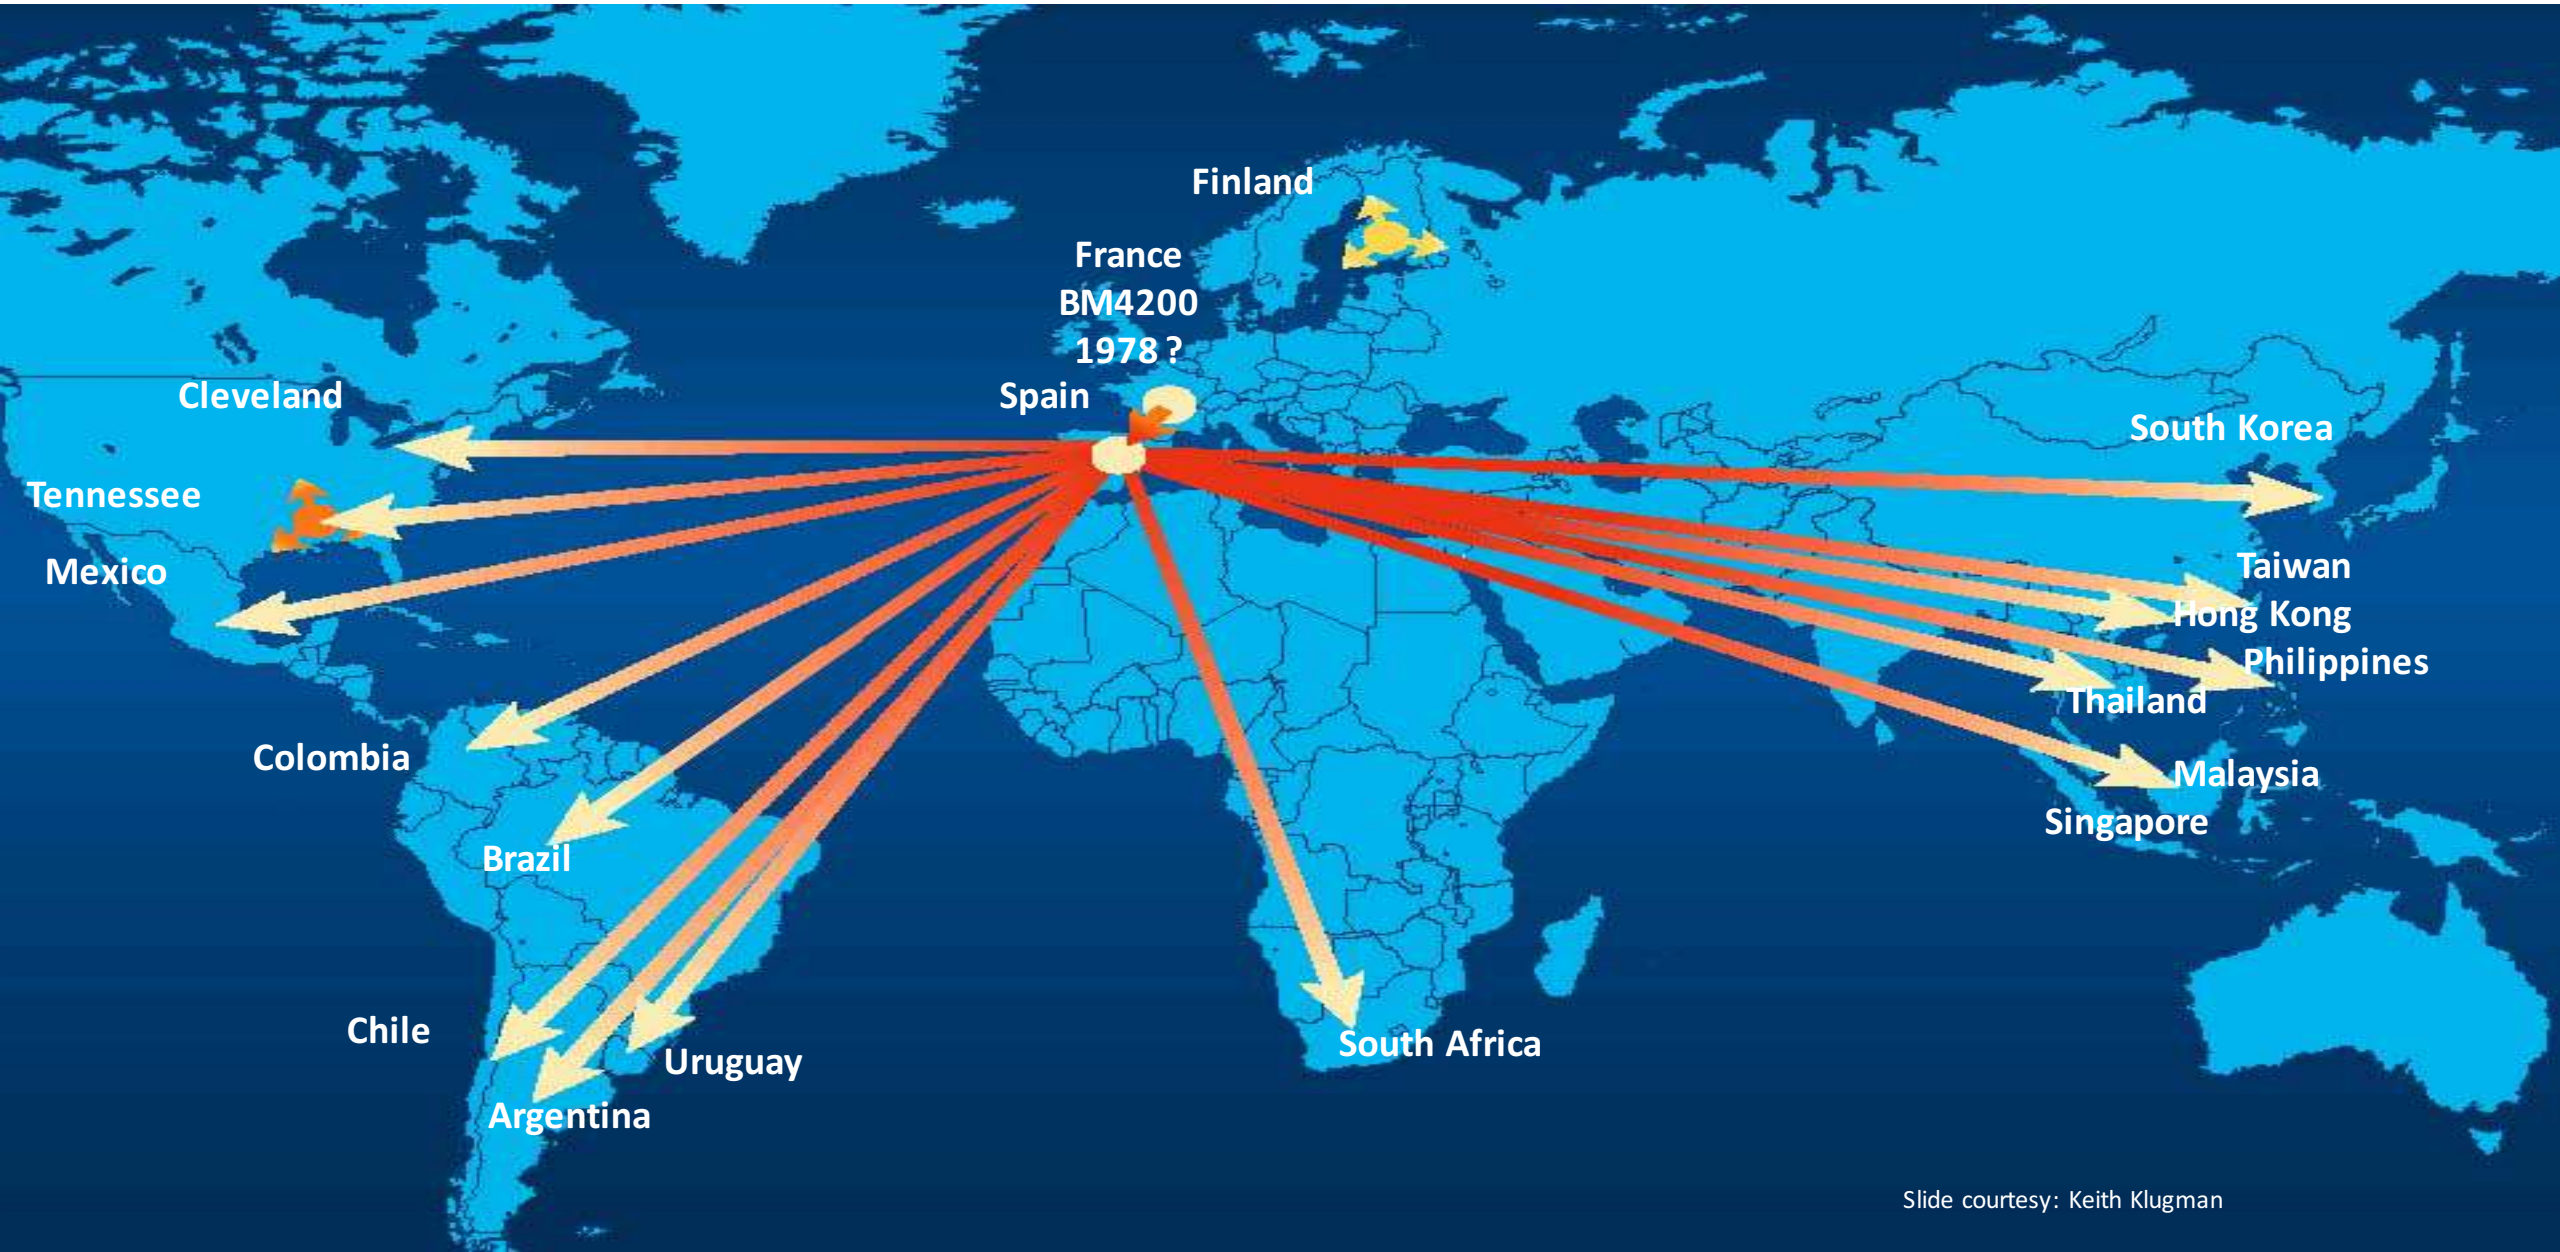 Finland
France
BM4200
1978 ?
Spain
Cleveland
South Korea
Tennessee
Mexico
Taiwan
Hong Kong
Philippines
Thailand
Colombia
Malaysia
Singapore
Brazil
Chile
Uruguay
South Africa
Argentina
Slide courtesy: Keith Klugman